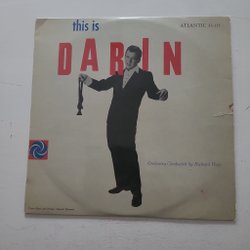 this is
ATLANTIC
DARIN
Orchestra Conducted by Richard Wess